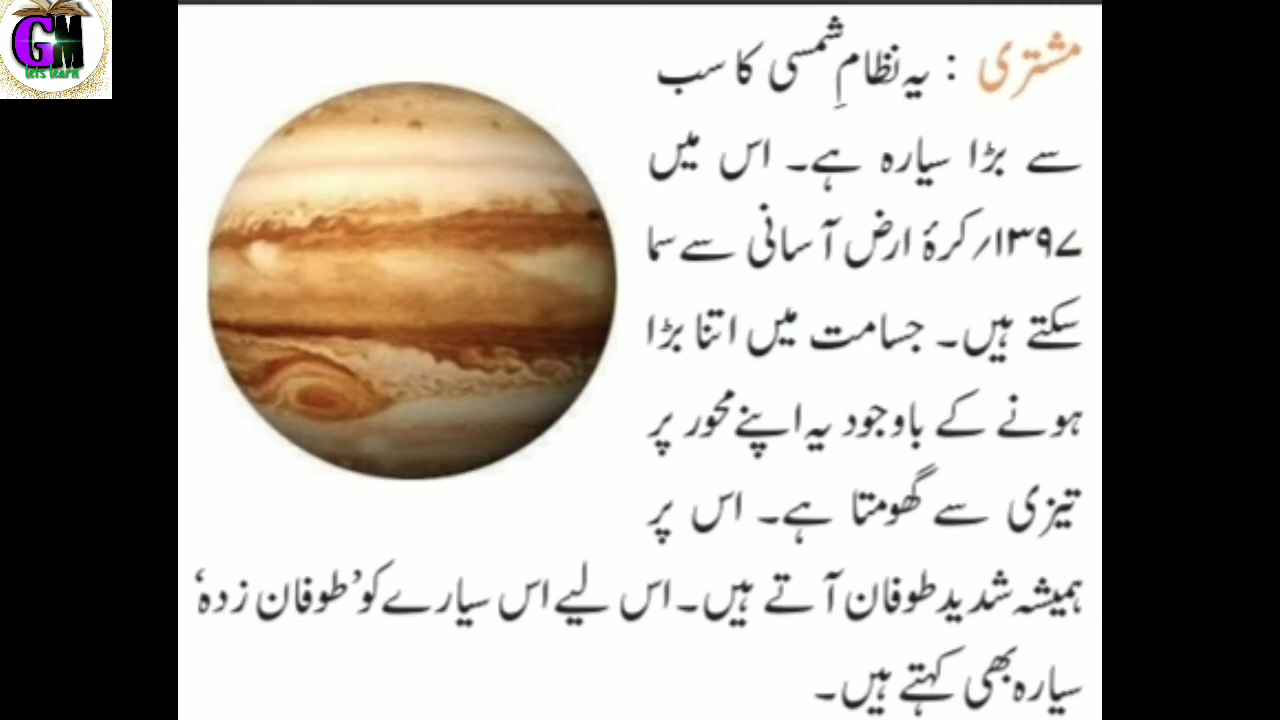 GM
lets learn
مشتری : یہ نظامِ شمسی کا سب
سے بڑا سیارہ ہے۔ اس میں
۱۳۹۷؍ کرۂ ارض آسانی سے سما
سکتے ہیں۔ جسامت میں اتنا بڑا
ہونے کے باوجود یہ اپنے محور پر
تیزی سے گھومتا ہے۔ اس پر
ہمیشہ شدید طوفان آتے ہیں۔ اس لیے اس سیارے کو ’طوفان زدہ‘
سیارہ بھی کہتے ہیں۔